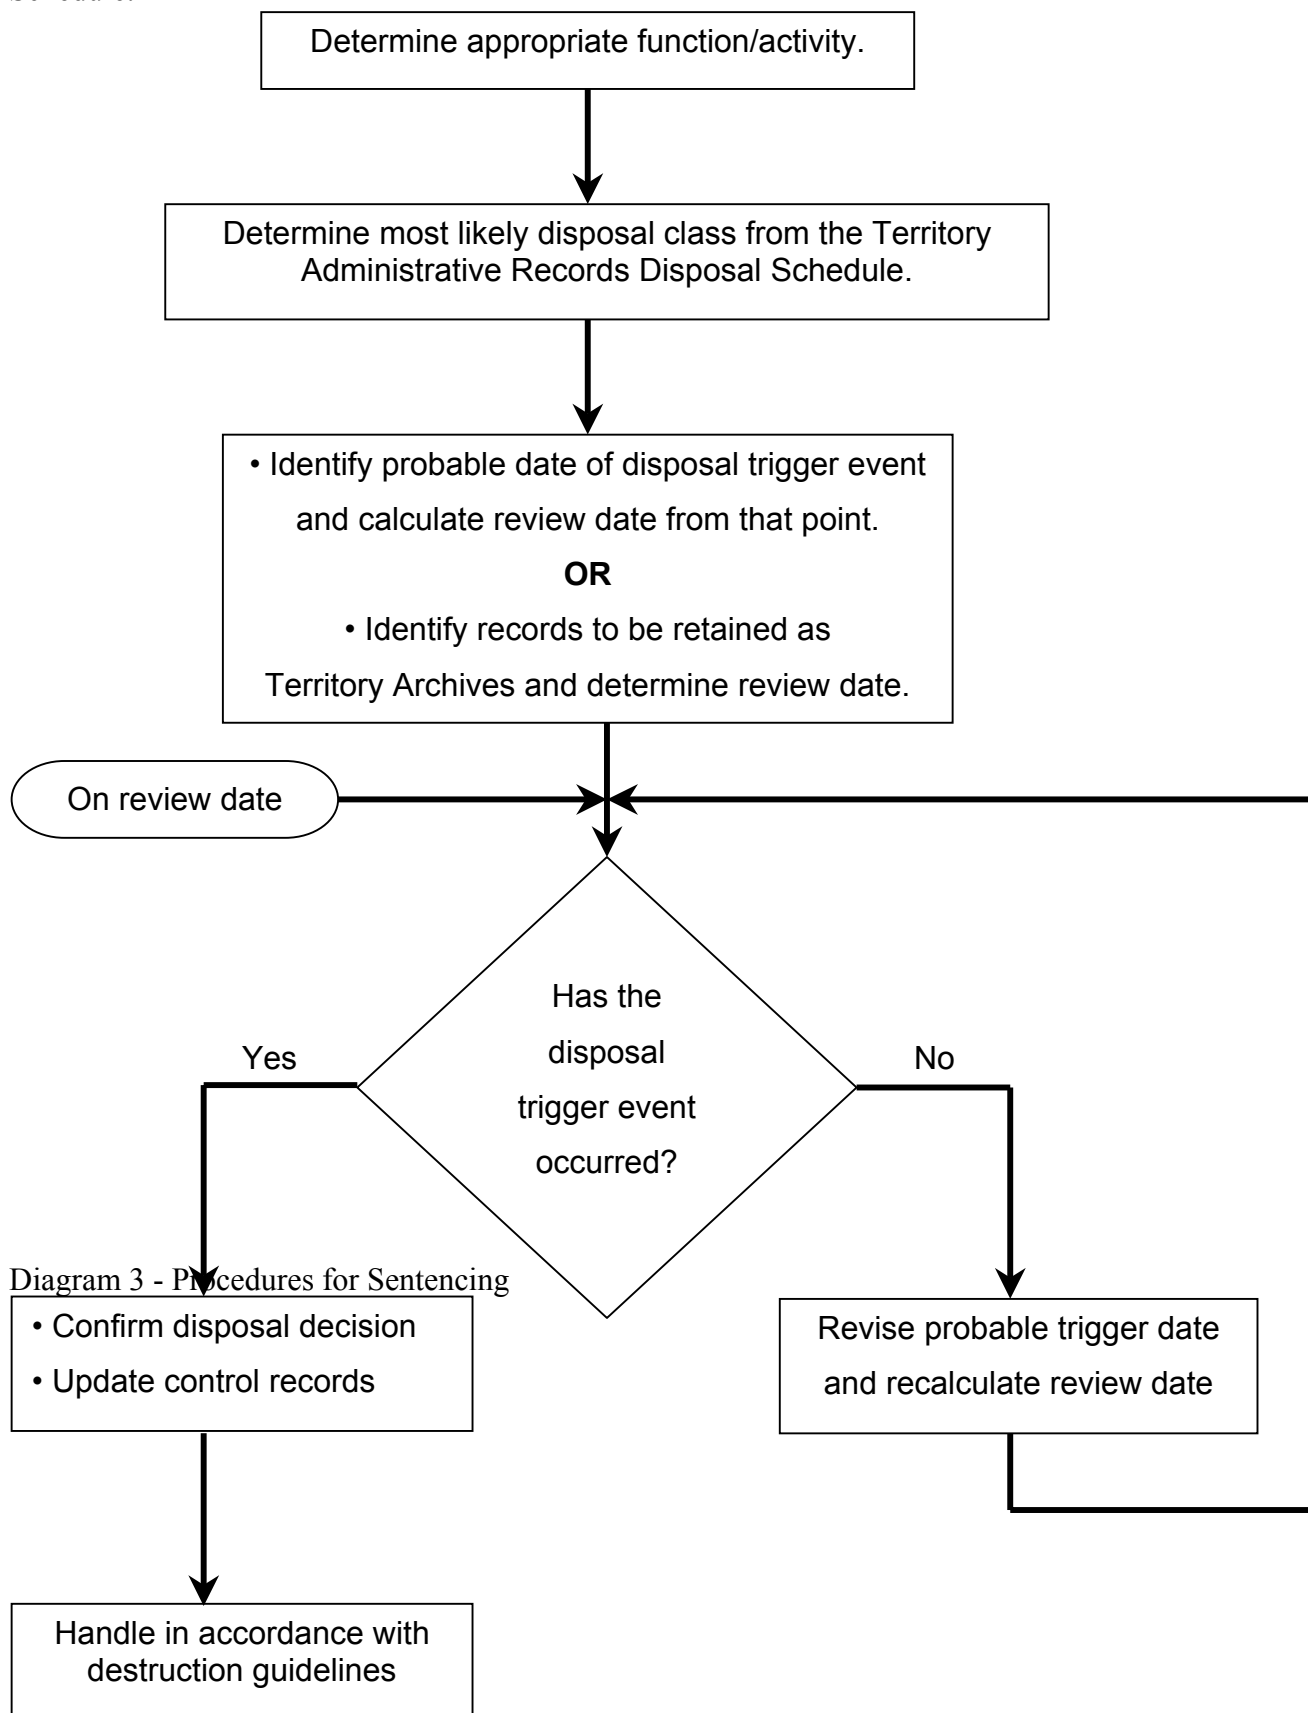 Determine appropriate function/activity.
Determine most likely disposal class from the Territory
Administrative Records Disposal Schedule.
• Identify probable date of disposal trigger event
and calculate review date from that point.
OR
• Identify records to be retained as
Territory Archives and determine review date.
On review date
Has the
disposal
trigger event
occurred?
Yes
No
Diagram 3 - Procedures for Sentencing
• Confirm disposal decision
• Update control records
Revise probable trigger date
and recalculate review date
Handle in accordance with
destruction guidelines